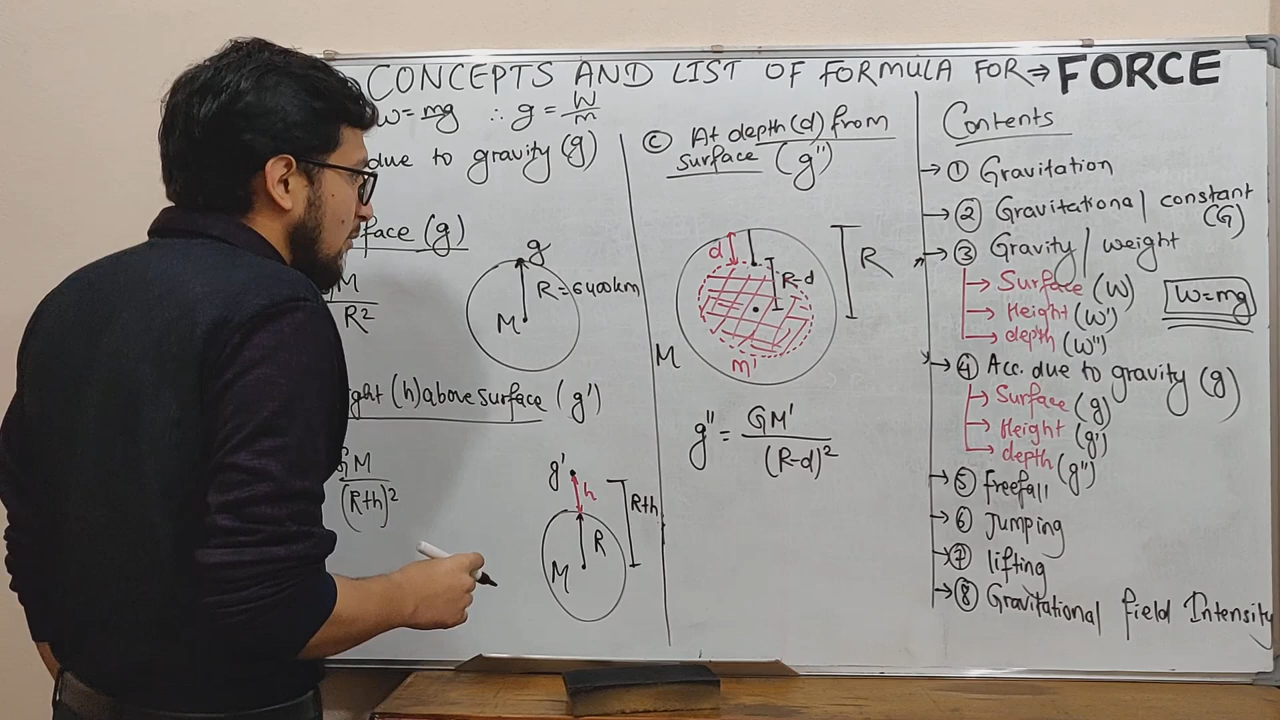 CONCEPTS AND LIST OF FORMULA FOR → FORCE
w = mg ∴ g = W/m
due to gravity (g)
face (g)
g
R = 6400km
M
M
R²
ght (h) above surface (g')
GM
(R+h)²
g'
h
R+h
R
M
© At depth (d) from
surface (g'')
d
R-d
R
M
m'
g'' = GM'/(R-d)²
Contents
→ ① Gravitation
→ ② Gravitational constant
(G)
→ ③ Gravity / weight
→ Surface (W)
→ Height (w')
→ depth (w'')
W=mg
→ ④ Acc. due to gravity (g)
→ Surface (g)
→ Height (g')
→ depth (g'')
→ ⑤ freefall
→ ⑥ Jumping
→ ⑦ lifting
→ ⑧ Gravitational field Intensity